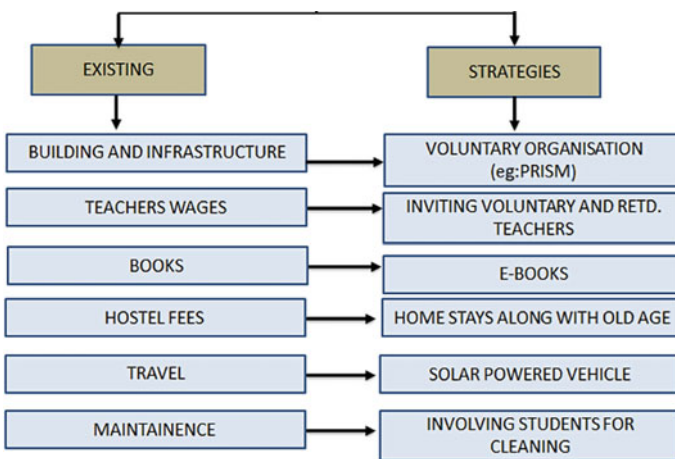 EXISTING
STRATEGIES
BUILDING AND INFRASTRUCTURE
VOLUNTARY ORGANISATION
(eg:PRISM)
TEACHERS WAGES
INVITING VOLUNTARY AND RETD.
TEACHERS
BOOKS
E-BOOKS
HOSTEL FEES
HOME STAYS ALONG WITH OLD AGE
TRAVEL
SOLAR POWERED VEHICLE
MAINTAINENCE
INVOLVING STUDENTS FOR
CLEANING